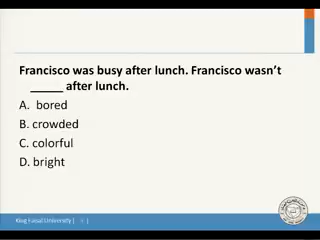 Francisco was busy after lunch. Francisco wasn't
_____ after lunch.
A. bored
B. crowded
C. colorful
D. bright
King Faisal University |